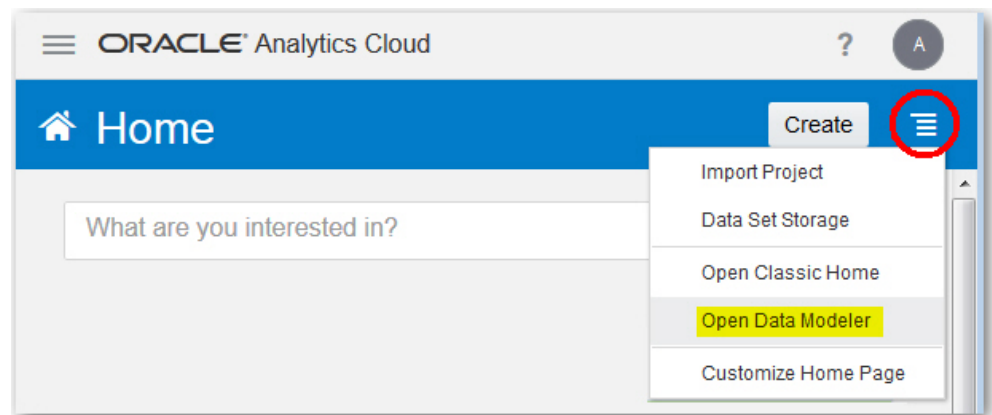 ORACLE® Analytics Cloud
?
A
Home
Create
What are you interested in?
Import Project
Data Set Storage
Open Classic Home
Open Data Modeler
Customize Home Page